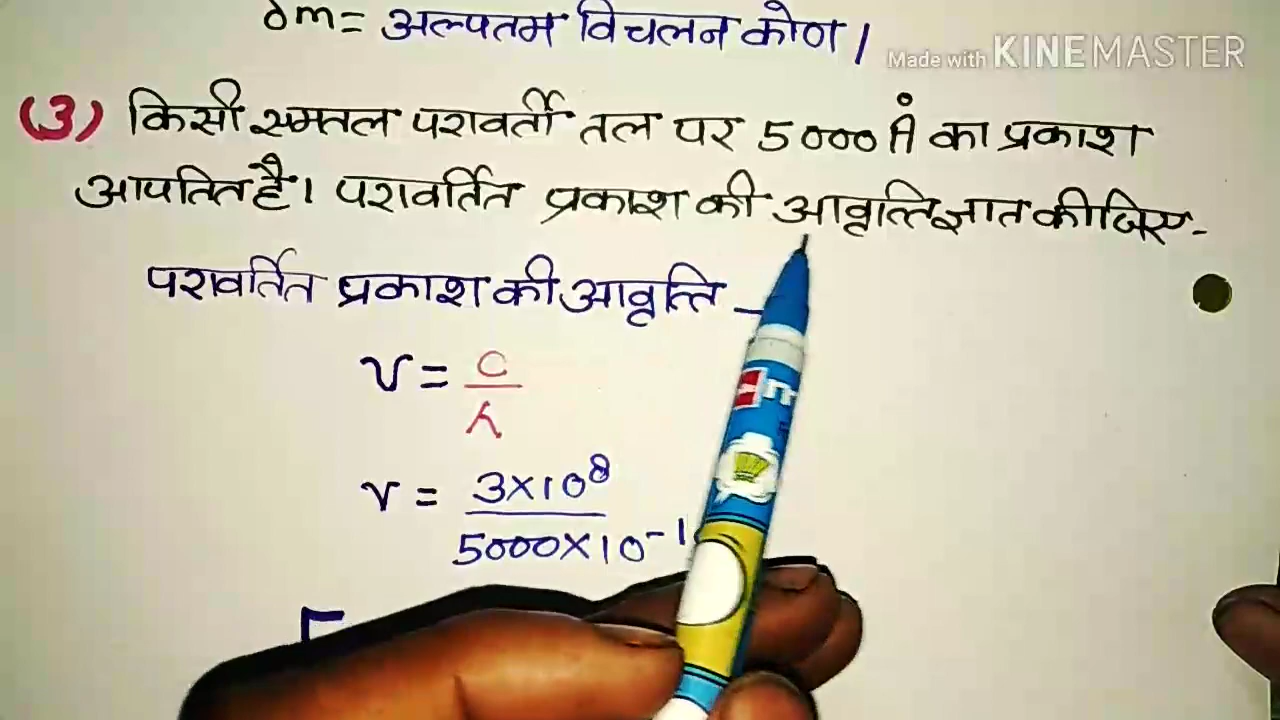 δm = अल्पतम विचलन कोण।
Made with KINEMASTER
(3) किसी समतल परावर्ती तल पर 5000 Å का प्रकाश
आपतित है। परावर्तित प्रकाश की आवृत्ति ज्ञात कीजिए-
परावर्तित प्रकाश की आवृत्ति _
ν = c
λ
ν = 3×10⁸
5000×10⁻¹